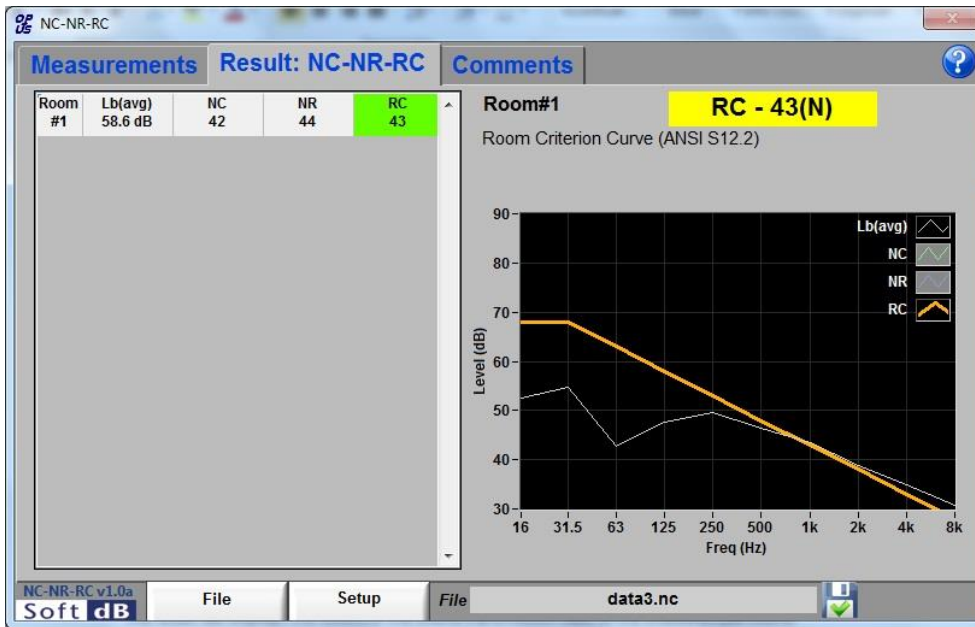 OPUS NC-NR-RC
Measurements Result: NC-NR-RC Comments ?
Room Lb(avg) NC NR RC
#1 58.6 dB 42 44 43
Room#1 RC - 43(N)
Room Criterion Curve (ANSI S12.2)
Lb(avg)
NC
NR
RC
90
80
70
60
50
40
30
Level (dB)
16 31.5 63 125 250 500 1k 2k 4k 8k
Freq (Hz)
NC-NR-RC v1.0a
Soft dB
File Setup File data3.nc